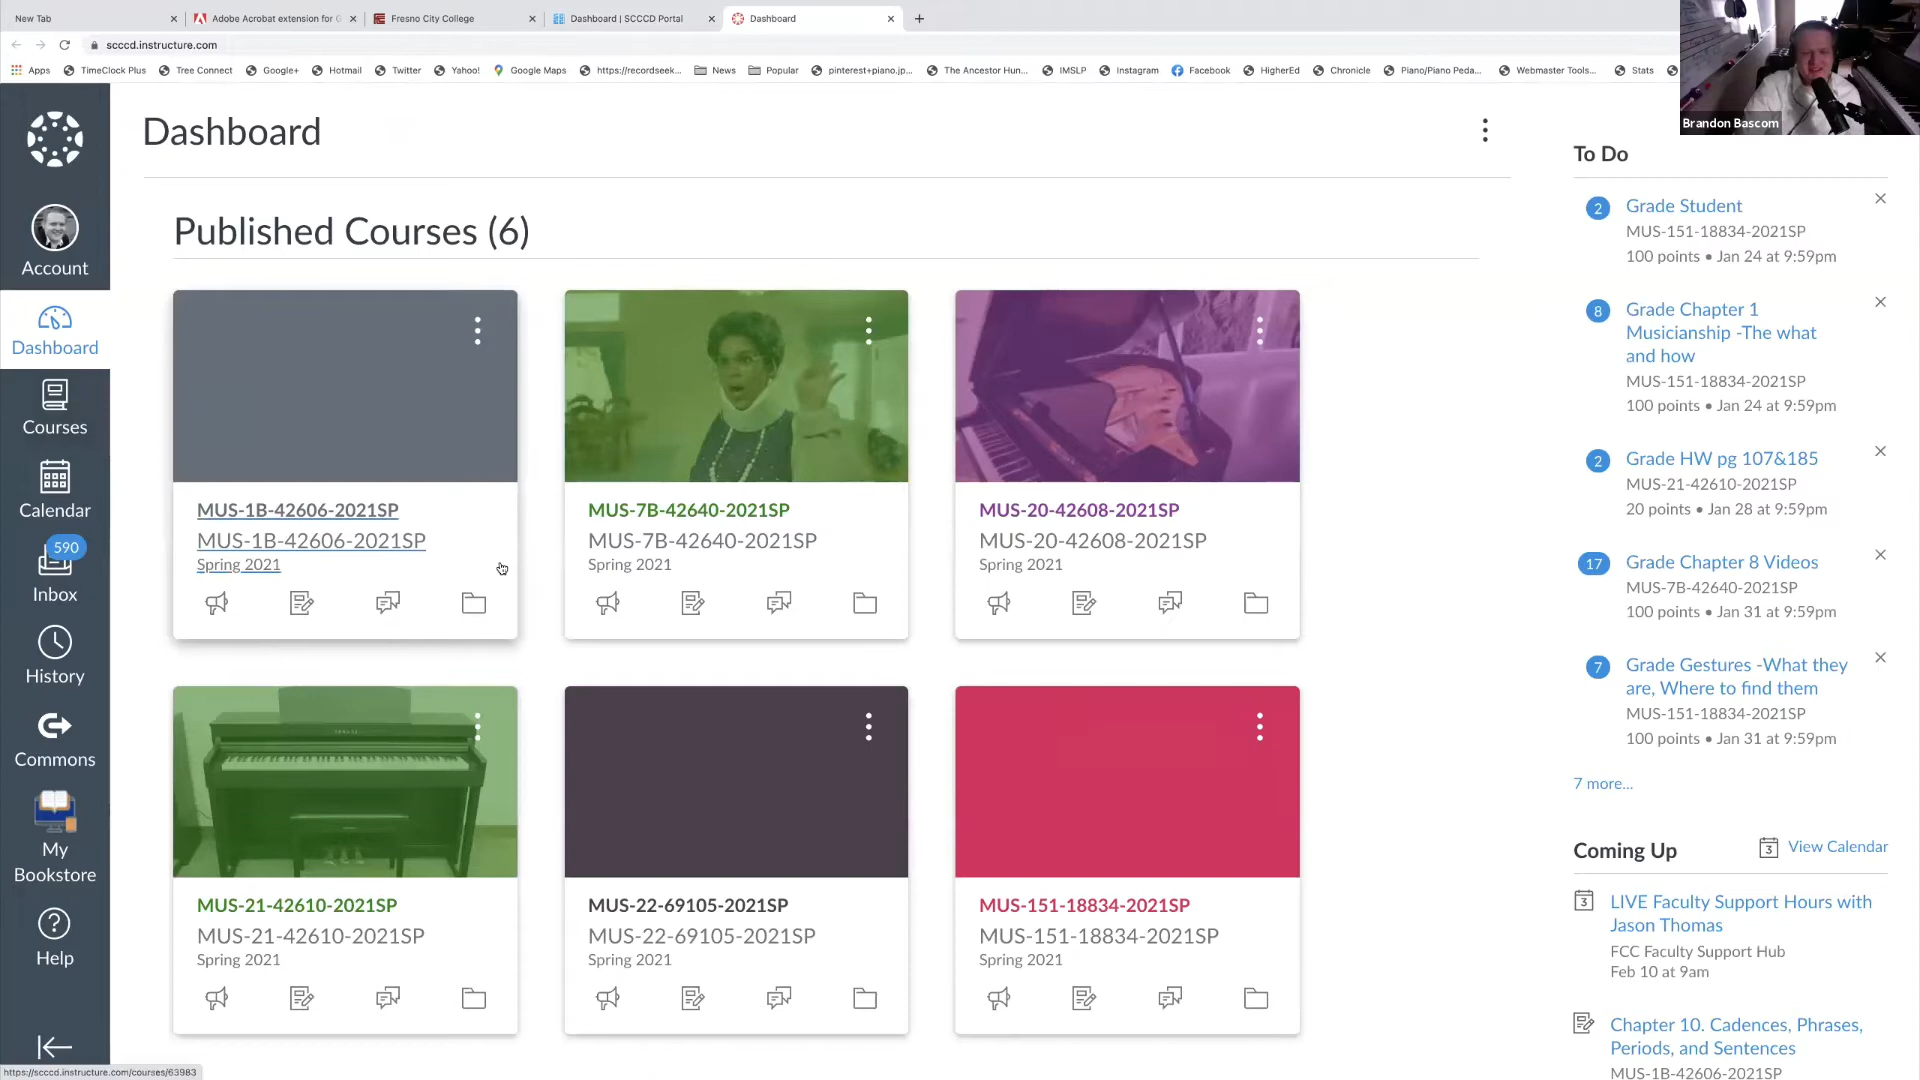 New Tab
Adobe Acrobat extension for G
Fresno City College
Dashboard | SCCCD Portal
Dashboard
scccd.instructure.com
Apps
TimeClock Plus
Tree Connect
Google+
Hotmail
Twitter
Yahoo!
Google Maps
https://recordseek...
News
Popular
pinterest+piano.jp...
The Ancestor Hun...
IMSLP
Instagram
Facebook
HigherEd
Chronicle
Piano/Piano Peda...
Webmaster Tools...
Stats
Brandon Bascom
Account
Dashboard
Courses
Calendar
590
Inbox
History
Commons
My
Bookstore
Help
Dashboard
Published Courses (6)
MUS-1B-42606-2021SP
MUS-1B-42606-2021SP
Spring 2021
MUS-7B-42640-2021SP
MUS-7B-42640-2021SP
Spring 2021
MUS-20-42608-2021SP
MUS-20-42608-2021SP
Spring 2021
MUS-21-42610-2021SP
MUS-21-42610-2021SP
Spring 2021
MUS-22-69105-2021SP
MUS-22-69105-2021SP
Spring 2021
MUS-151-18834-2021SP
MUS-151-18834-2021SP
Spring 2021
To Do
2
Grade Student
MUS-151-18834-2021SP
100 points • Jan 24 at 9:59pm
8
Grade Chapter 1
Musicianship -The what
and how
MUS-151-18834-2021SP
100 points • Jan 24 at 9:59pm
2
Grade HW pg 107&185
MUS-21-42610-2021SP
20 points • Jan 28 at 9:59pm
17
Grade Chapter 8 Videos
MUS-7B-42640-2021SP
100 points • Jan 31 at 9:59pm
7
Grade Gestures -What they
are, Where to find them
MUS-151-18834-2021SP
100 points • Jan 31 at 9:59pm
7 more...
Coming Up
3
View Calendar
3
LIVE Faculty Support Hours with
Jason Thomas
FCC Faculty Support Hub
Feb 10 at 9am
Chapter 10. Cadences, Phrases,
Periods, and Sentences
MUS-1B-42606-2021SP
https://scccd.instructure.com/courses/63983